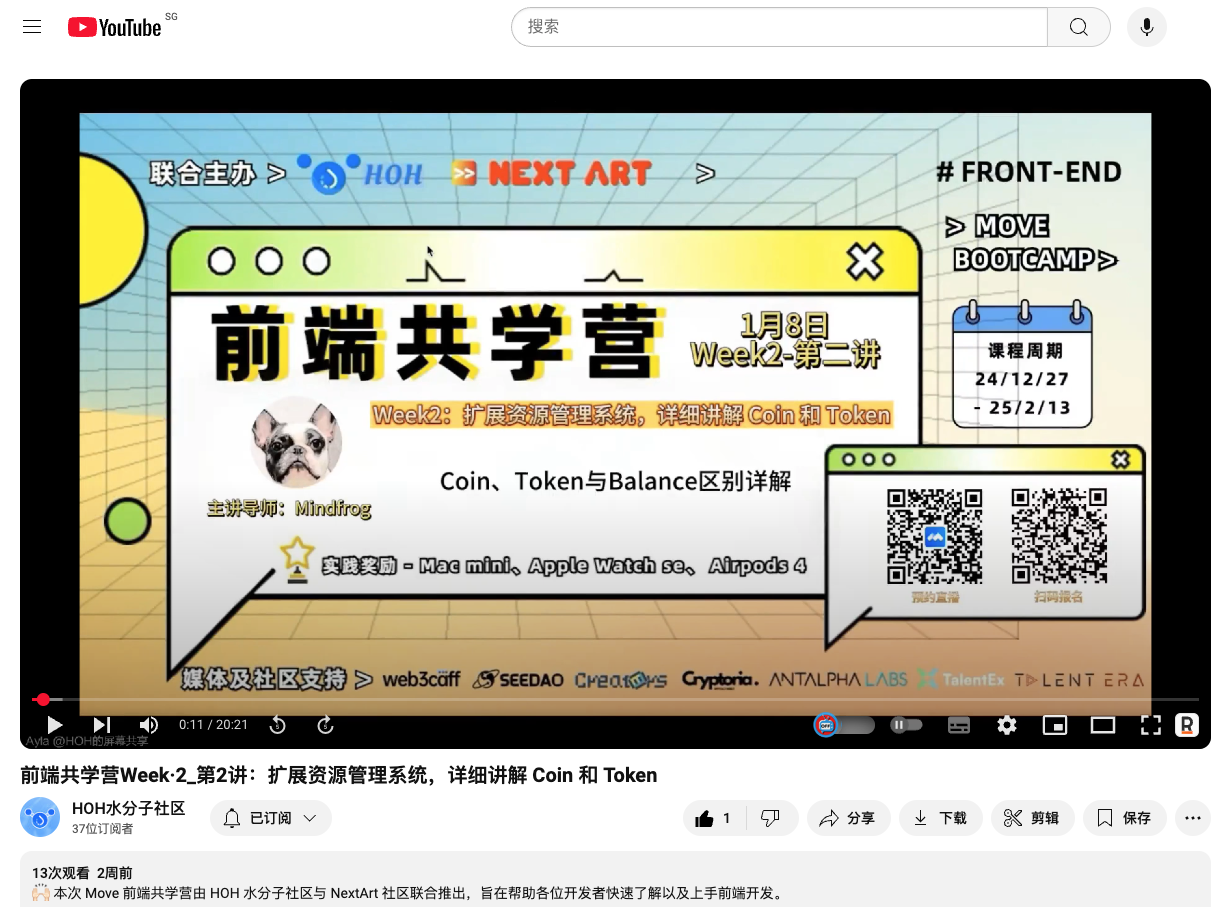 YouTube SG
搜索
联合主办 > HOH >> NEXT ART >
# FRONT-END
> MOVE
BOOTCAMP >
前端共学营
1月8日
Week2-第二讲
课程周期
24/12/27
- 25/2/13
Week2：扩展资源管理系统，详细讲解 Coin 和 Token
Coin、Token与Balance区别详解
主讲导师：Mindfrog
实践奖励 - Mac mini、Apple Watch se、 Airpods 4
预约直播
扫码报名
媒体及社区支持 > web3caff SEEDAO Creators Cryptoria. ANTALPHA LABS TalentEx TALENT ERA
0:11 / 20:21
5
5
R
Ayla @HOH的屏幕共享
前端共学营Week·2_第2讲：扩展资源管理系统，详细讲解 Coin 和 Token
HOH水分子社区
37位订阅者
已订阅
1
分享
下载
剪辑
保存
13次观看 2周前
🙌🏻 本次 Move 前端共学营由 HOH 水分子社区与 NextArt 社区联合推出，旨在帮助各位开发者快速了解以及上手前端开发。